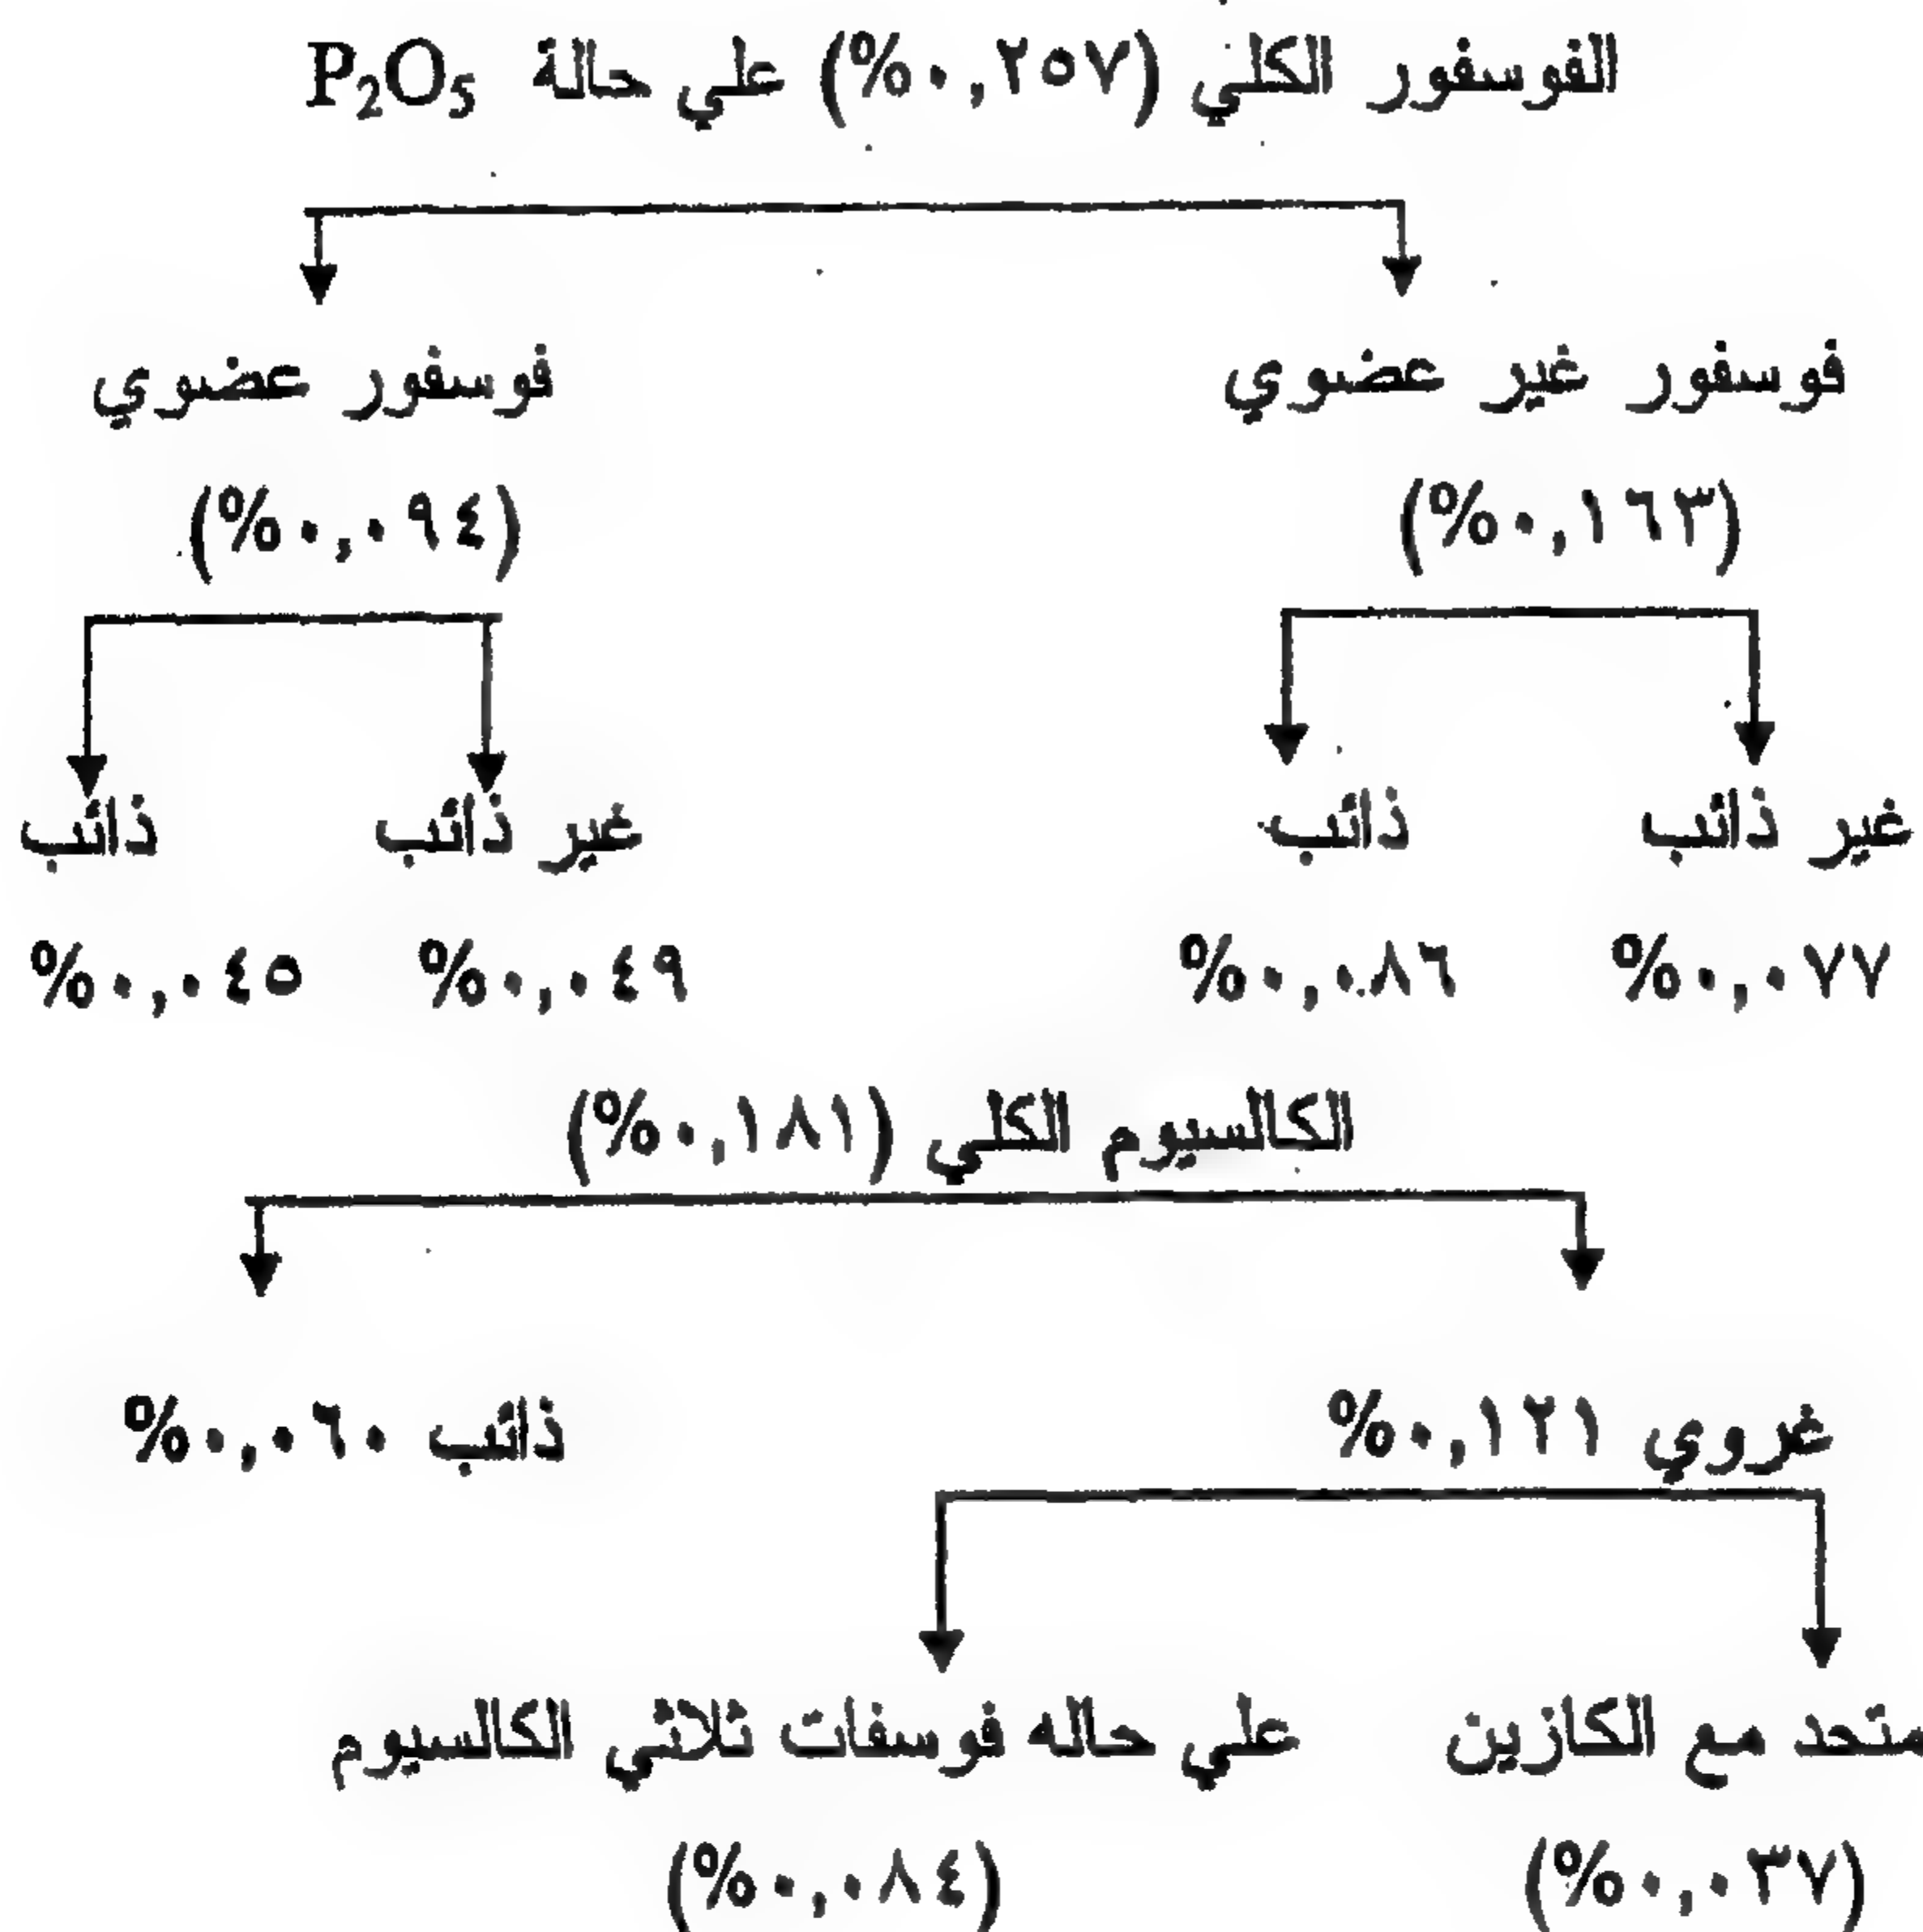 الفوسفور الكلي (٠,٢٥٧%) علي حالة P₂O₅
فوسفور غير عضوي فوسفور عضوي
(٠,١٦٣%) (٠,٠٩٤%)
غير ذائب ذائب غير ذائب ذائب
٠,٠٧٧% ٠,٠٨٦% ٠,٠٤٩% ٠,٠٤٥%
الكالسيوم الكلي (٠,١٨١%)
غروي ٠,١٢١% ذائب ٠,٠٦٠%
متحد مع الكازين علي حاله فوسفات ثلاثي الكالسيوم
(٠,٠٣٧%) (٠,٠٨٤%)